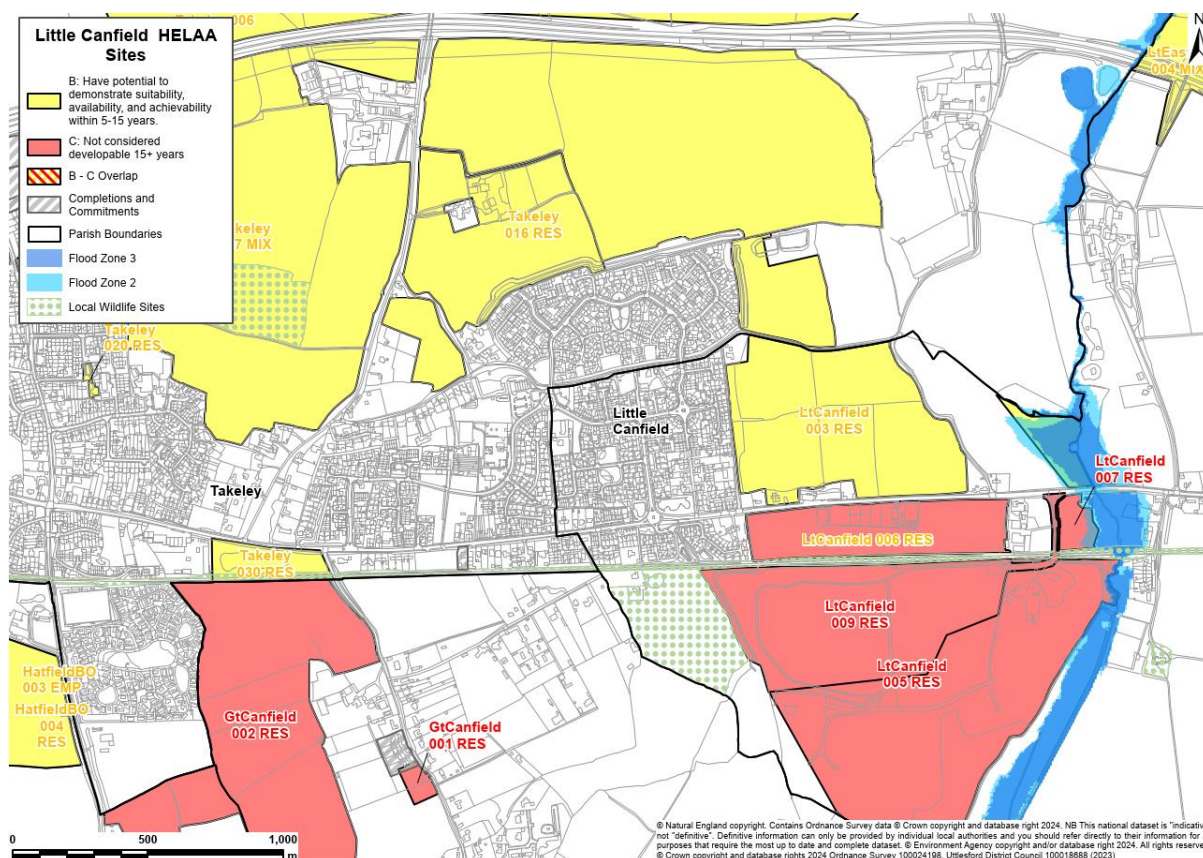 Takeley 006
N
Little Canfield HELAA
Sites
B: Have potential to
demonstrate suitability,
availability, and achievability
within 5-15 years.
C: Not considered
developable 15+ years
B - C Overlap
Completions and
Commitments
Parish Boundaries
Flood Zone 3
Flood Zone 2
Local Wildlife Sites
LtEas
004 MIX
Takeley
016 RES
keley
7 MIX
Takeley
020 RES
Little
Canfield
LtCanfield
003 RES
LtCanfield
007 RES
Takeley
LtCanfield 006 RES
Takeley
030 RES
LtCanfield
009 RES
LtCanfield
005 RES
HatfieldBO
003 EMP
HatfieldBO
004
RES
GtCanfield
002 RES
GtCanfield
001 RES
0 500 1,000
m
© Natural England copyright. Contains Ordnance Survey data © Crown copyright and database right 2024. NB This national dataset is "indicativ
not "definitive". Definitive information can only be provided by individual local authorities and you should refer directly to their information for
purposes that require the most up to date and complete dataset. © Environment Agency copyright and/or database right 2024. All rights reserv
© Crown copyright and database rights 2024 Ordnance Survey 100024198, Uttlesford District Council 100018688 (2023)